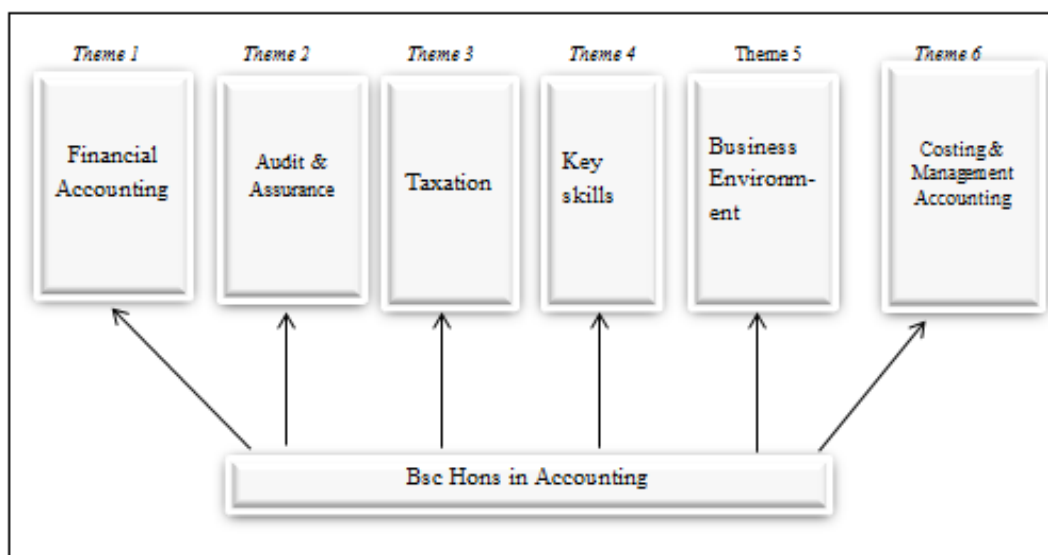 Theme 1
Theme 2
Theme 3
Theme 4
Theme 5
Theme 6
Financial
Accounting
Audit &
Assurance
Taxation
Key
skills
Business
Environm-
ent
Costing &
Management
Accounting
Bsc Hons in Accounting